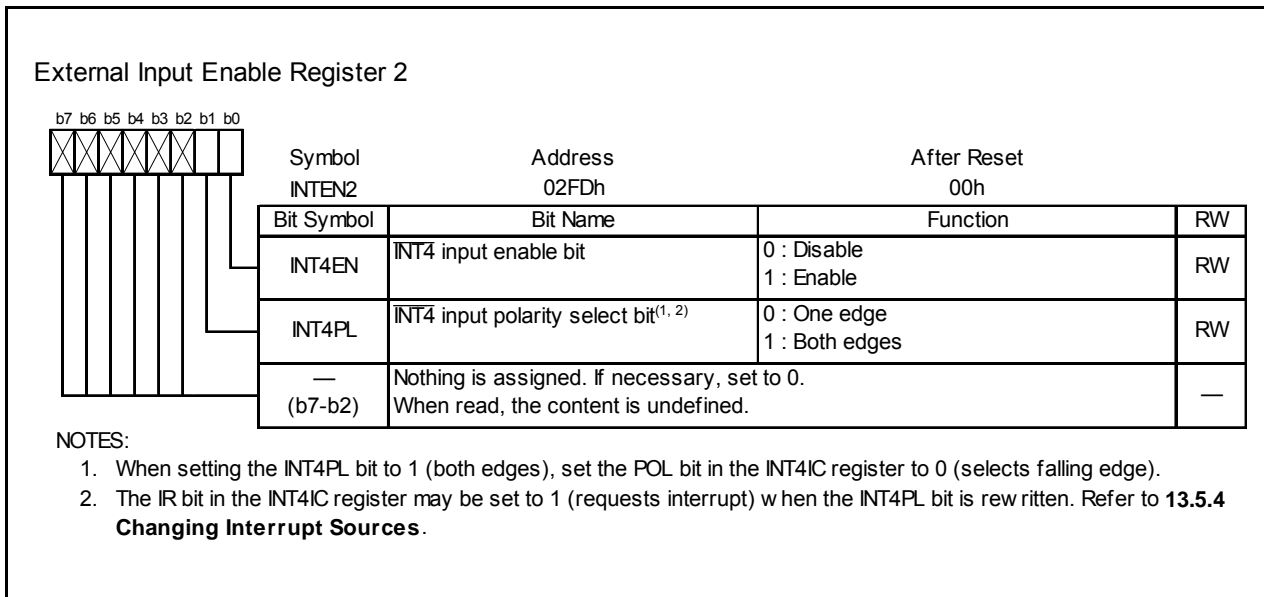 External Input Enable Register 2
b7 b6 b5 b4 b3 b2 b1 b0
Symbol Address After Reset
INTEN2 02FDh 00h
Bit Symbol Bit Name Function RW
INT4EN INT4 input enable bit 0 : Disable RW
1 : Enable
INT4PL INT4 input polarity select bit(1, 2) 0 : One edge RW
1 : Both edges
— Nothing is assigned. If necessary, set to 0. —
(b7-b2) When read, the content is undefined.
NOTES:
1. When setting the INT4PL bit to 1 (both edges), set the POL bit in the INT4IC register to 0 (selects falling edge).
2. The IR bit in the INT4IC register may be set to 1 (requests interrupt) w hen the INT4PL bit is rew ritten. Refer to 13.5.4
Changing Interrupt Sources.